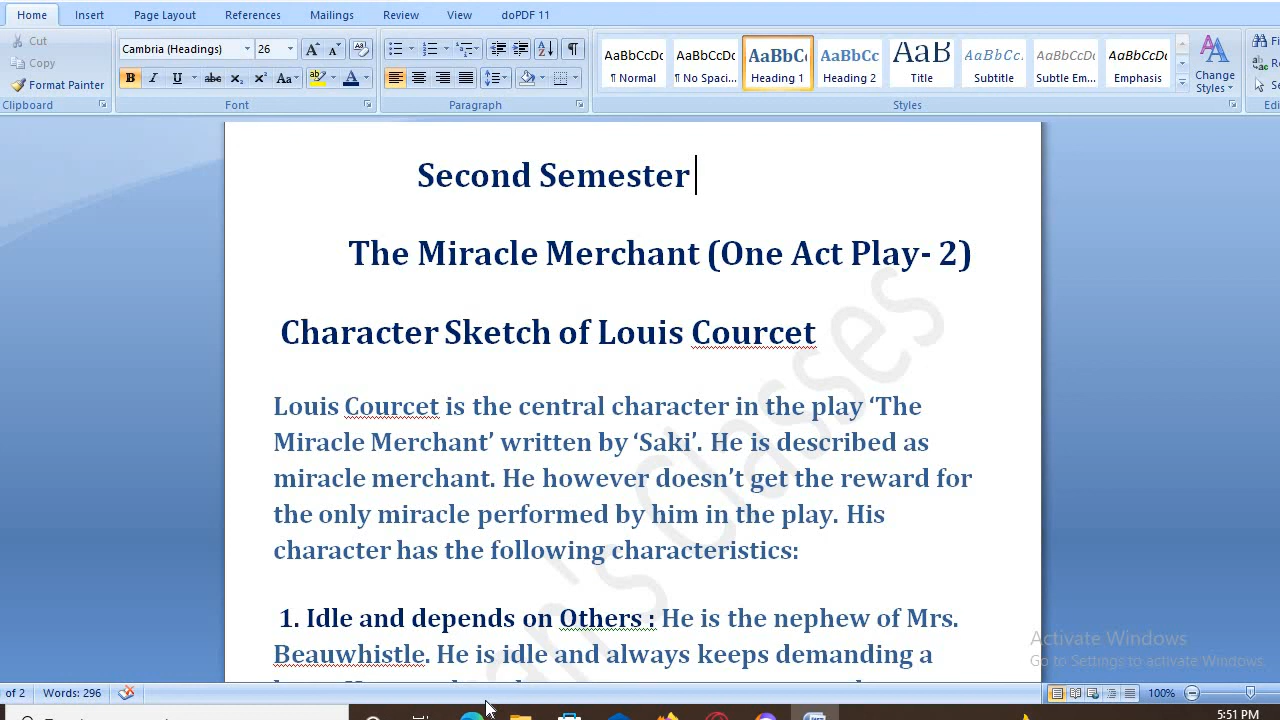 Home Insert Page Layout References Mailings Review View doPDF 11
Cut
Copy
Format Painter
Clipboard
Cambria (Headings) 26
Font
Paragraph
AaBbCcDc AaBbCcDc AaBbCc AaBbCc AaB AaBbCc. AaBbCcDc AaBbCcDc
¶ Normal ¶ No Spaci... Heading 1 Heading 2 Title Subtitle Subtle Em... Emphasis
Change Styles
Styles
Second Semester
The Miracle Merchant (One Act Play- 2)
Character Sketch of Louis Courcet
Louis Courcet is the central character in the play ‘The
Miracle Merchant’ written by ‘Saki’. He is described as
miracle merchant. He however doesn’t get the reward for
the only miracle performed by him in the play. His
character has the following characteristics:
1. Idle and depends on Others : He is the nephew of Mrs.
Beauwhistle. He is idle and always keeps demanding a
Classes
Activate Windows
Go to Settings to activate Windows.
of 2 Words: 296 100%
5:51 PM